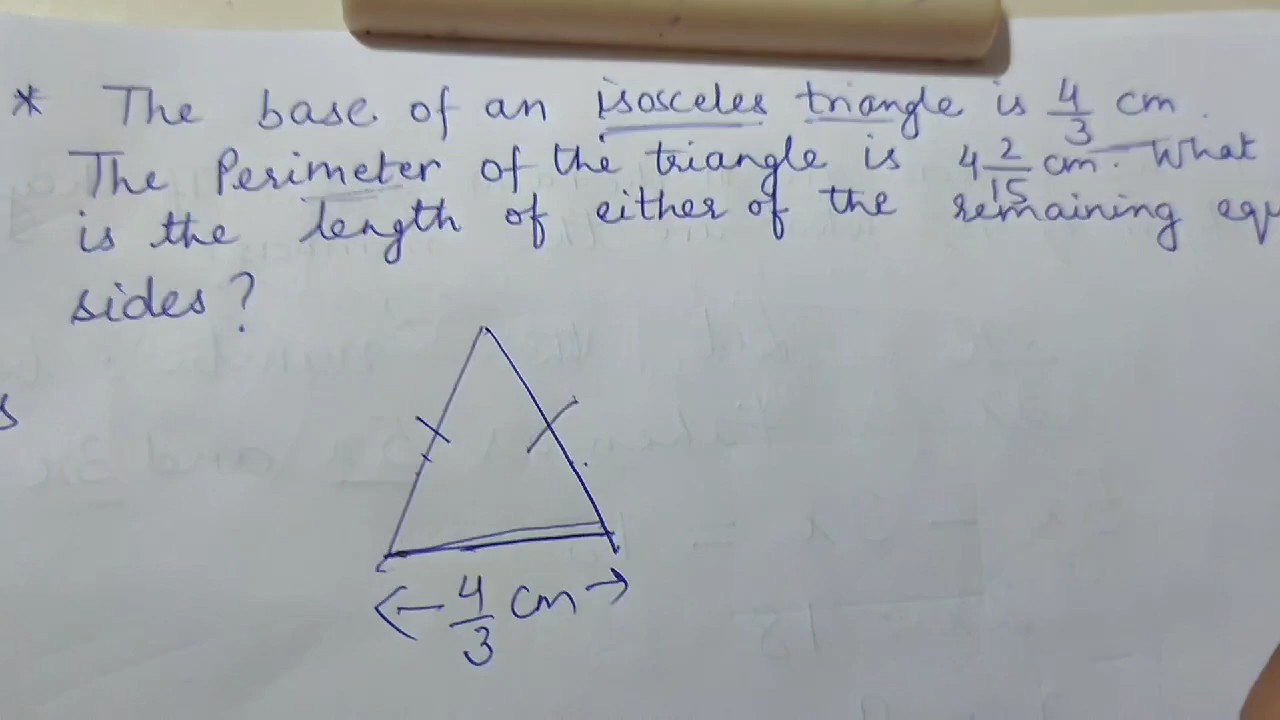 * The base of an isosceles triangle is 4/3 cm.
The Perimeter of the triangle is 4 2/15 cm. What
is the length of either of the remaining equ
sides?
4/3 cm